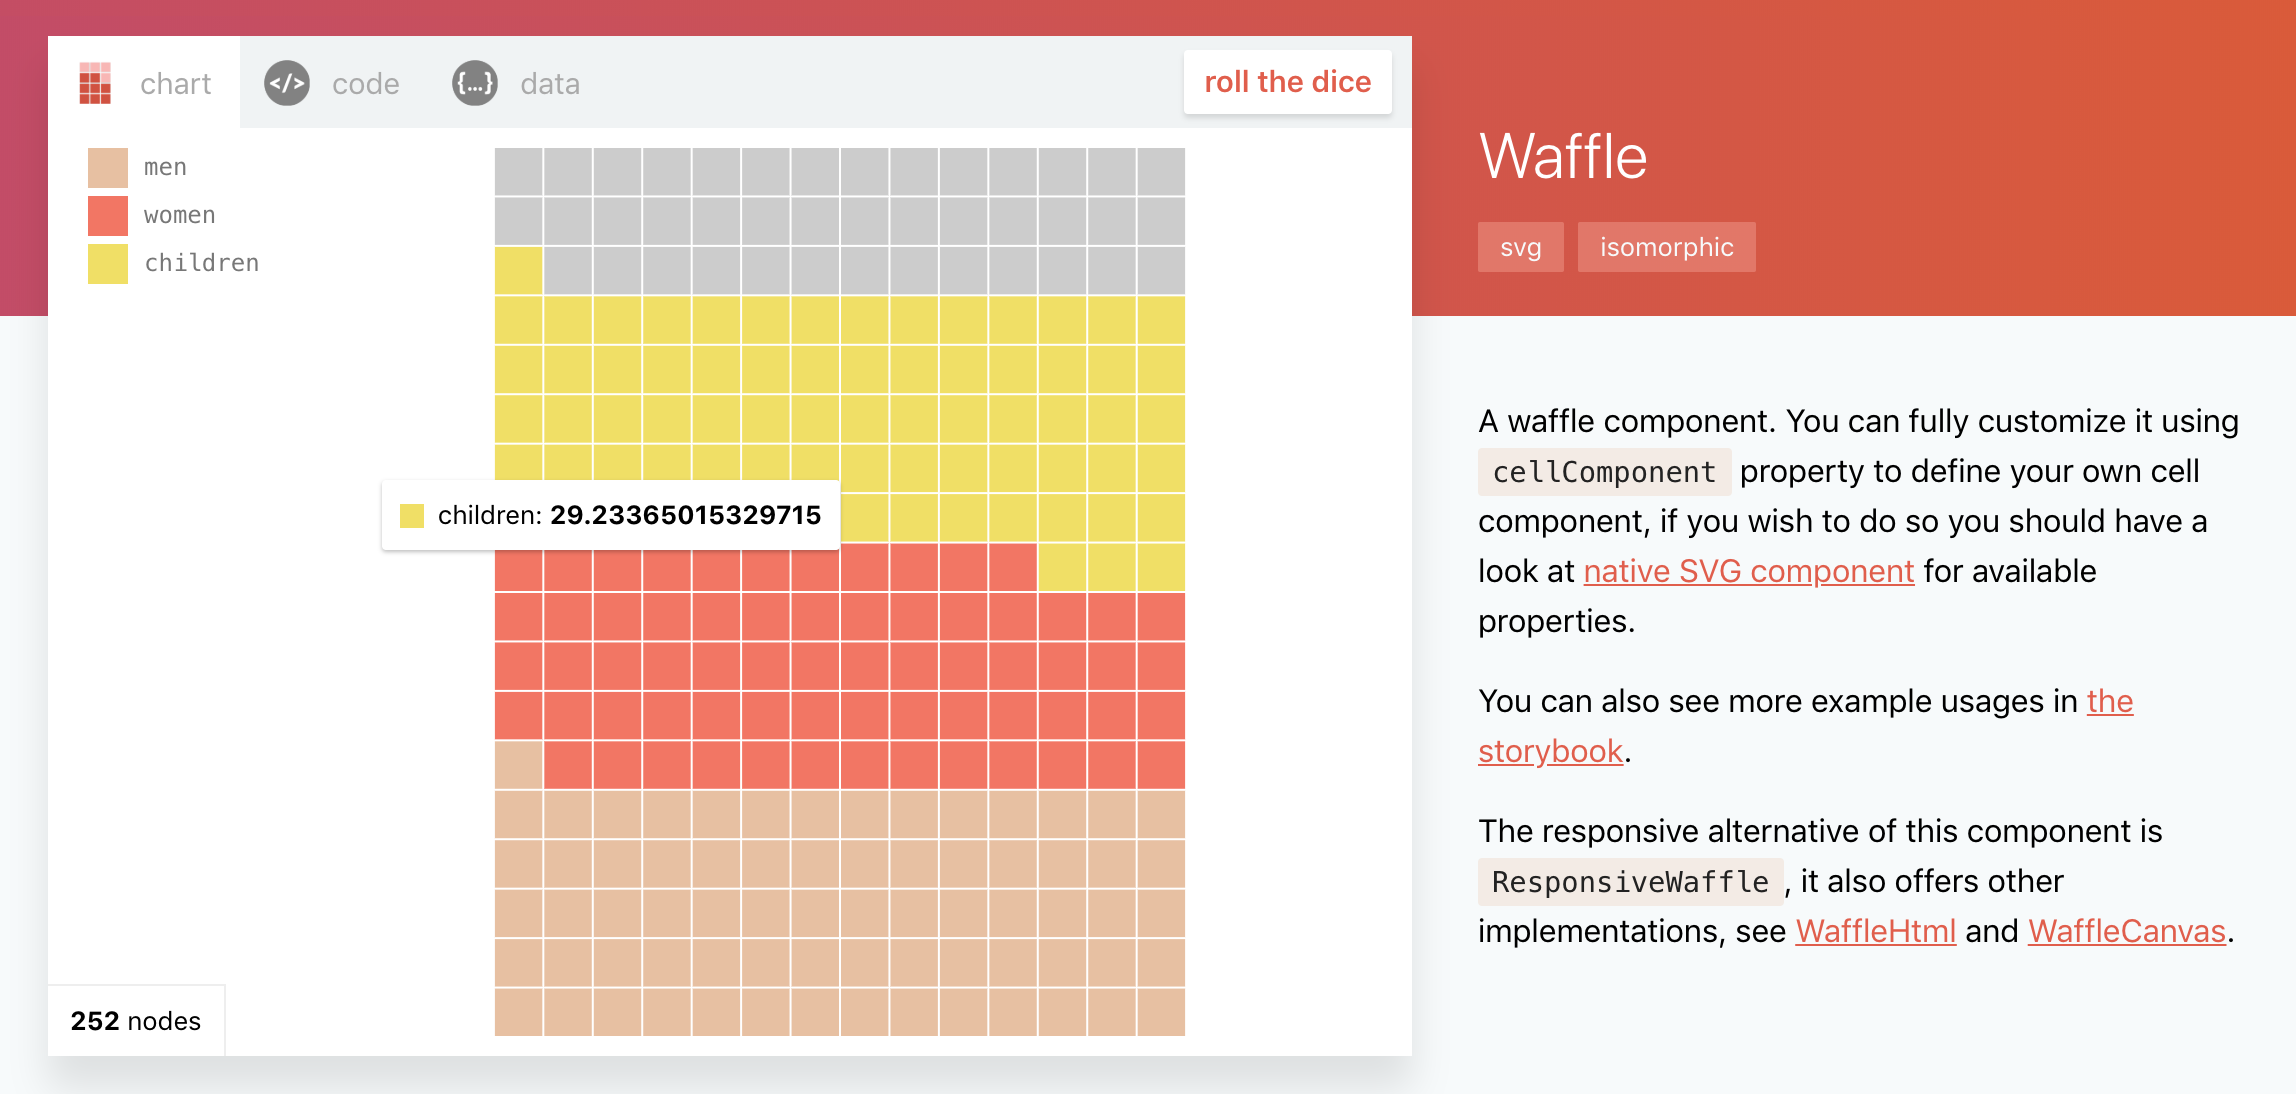 chart
</> code
{...} data
roll the dice
men
women
children
children: 29.23365015329715
252 nodes
Waffle
svg
isomorphic
A waffle component. You can fully customize it using
cellComponent property to define your own cell
component, if you wish to do so you should have a
look at native SVG component for available
properties.
You can also see more example usages in the
storybook.
The responsive alternative of this component is
ResponsiveWaffle, it also offers other
implementations, see WaffleHtml and WaffleCanvas.